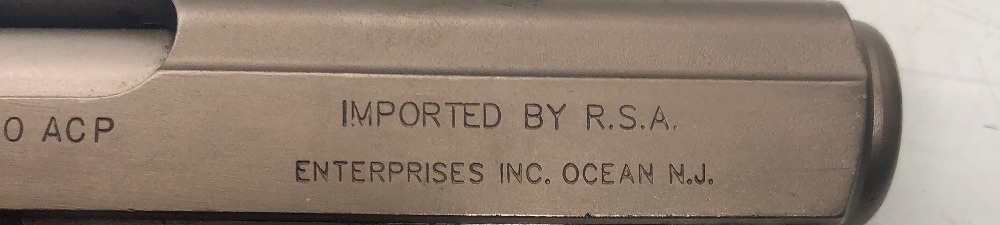 0 ACP
IMPORTED BY R.S.A.
ENTERPRISES INC. OCEAN N.J.